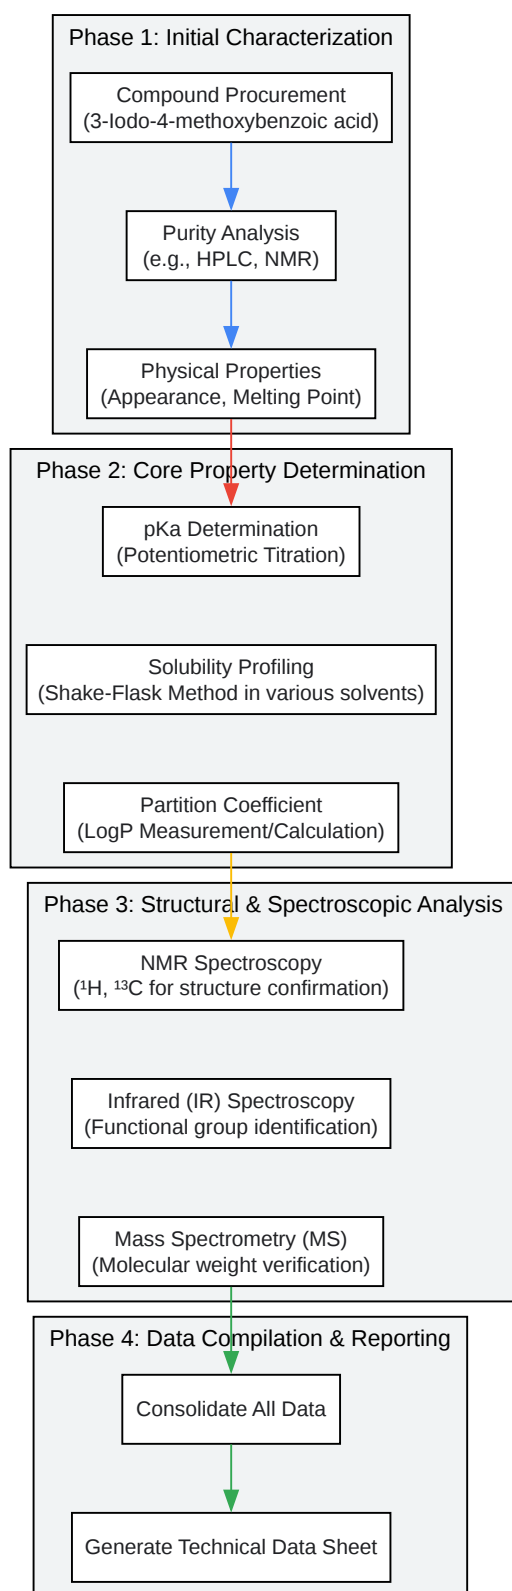 Phase 1: Initial Characterization
Compound Procurement
(3-Iodo-4-methoxybenzoic acid)
Purity Analysis
(e.g., HPLC, NMR)
Physical Properties
(Appearance, Melting Point)
Phase 2: Core Property Determination
pKa Determination
(Potentiometric Titration)
Solubility Profiling
(Shake-Flask Method in various solvents)
Partition Coefficient
(LogP Measurement/Calculation)
Phase 3: Structural & Spectroscopic Analysis
NMR Spectroscopy
(¹H, ¹³C for structure confirmation)
Infrared (IR) Spectroscopy
(Functional group identification)
Mass Spectrometry (MS)
(Molecular weight verification)
Phase 4: Data Compilation & Reporting
Consolidate All Data
Generate Technical Data Sheet